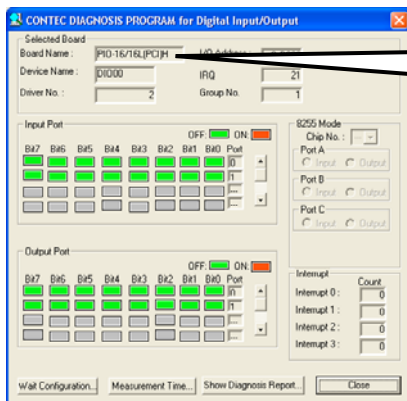 CONTEC DIAGNOSIS PROGRAM for Digital Input/Output
Selected Board
Board Name : PIO-16/16L(PCI)H I/O Address :
Device Name : DIO00 IRQ 21
Driver No. : 2 Group No. 1
Input Port
OFF: ON:
Bit7 Bit6 Bit5 Bit4 Bit3 Bit2 Bit1 Bit0 Port
0
1
...
...
8255 Mode
Chip No. : --
Port A
Input Output
Port B
Input Output
Port C
Input Output
Output Port
OFF: ON:
Bit7 Bit6 Bit5 Bit4 Bit3 Bit2 Bit1 Bit0 Port
0
1
...
...
Interrupt
Count
Interrupt 0 : 0
Interrupt 1 : 0
Interrupt 2 : 0
Interrupt 3 : 0
Wait Configuration... Measurement Time... Show Diagnosis Report... Close